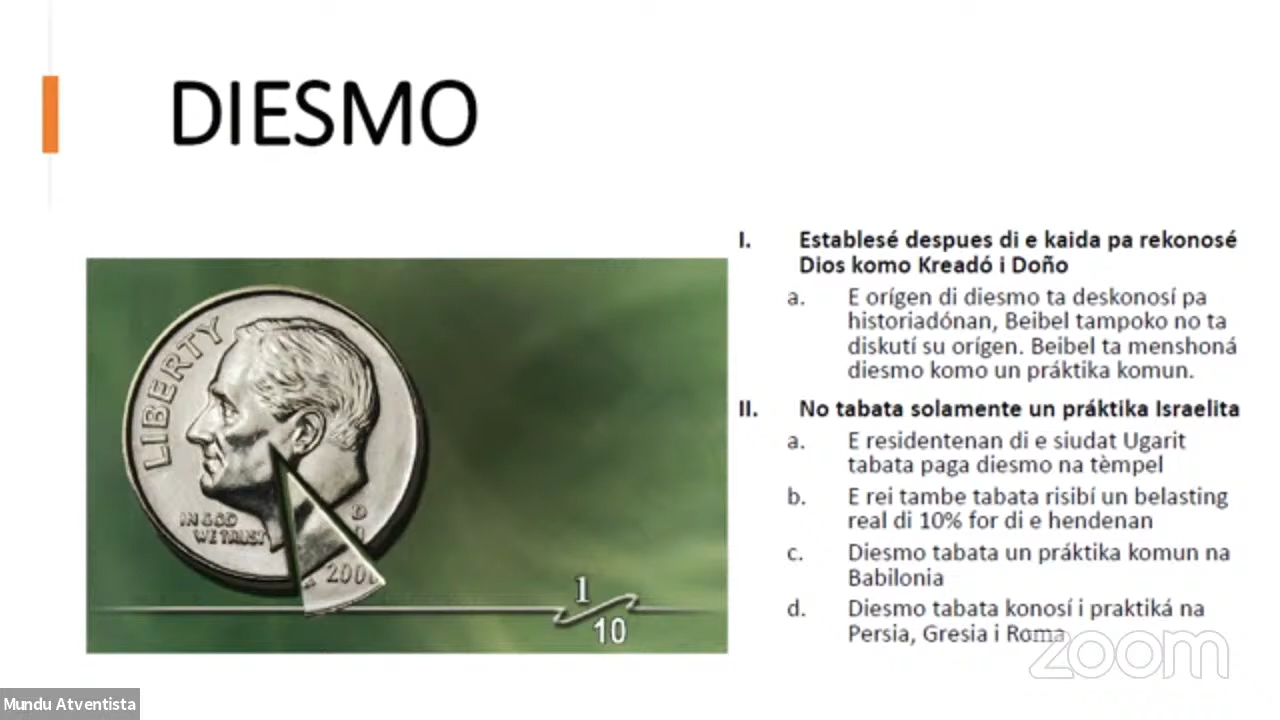 DIESMO
LIBERTY
IN GOD
WE TRUST
D
200
1
10
I. Establesé despues di e kaida pa rekonosé
Dios komo Kreadó i Doño
a. E orígen di diesmo ta deskonosí pa
historiadónan, Beibel tampoko no ta
diskutí su orígen. Beibel ta menshoná
diesmo komo un práktika komun.
II. No tabata solamente un práktika Israelita
a. E residentenan di e siudat Ugarit
tabata paga diesmo na tèmpel
b. E rei tambe tabata risibí un belasting
real di 10% for di e hendenan
c. Diesmo tabata un práktika komun na
Babilonia
d. Diesmo tabata konosí i praktiká na
Persia, Gresia i Roma
zoom
Mundu Atventista